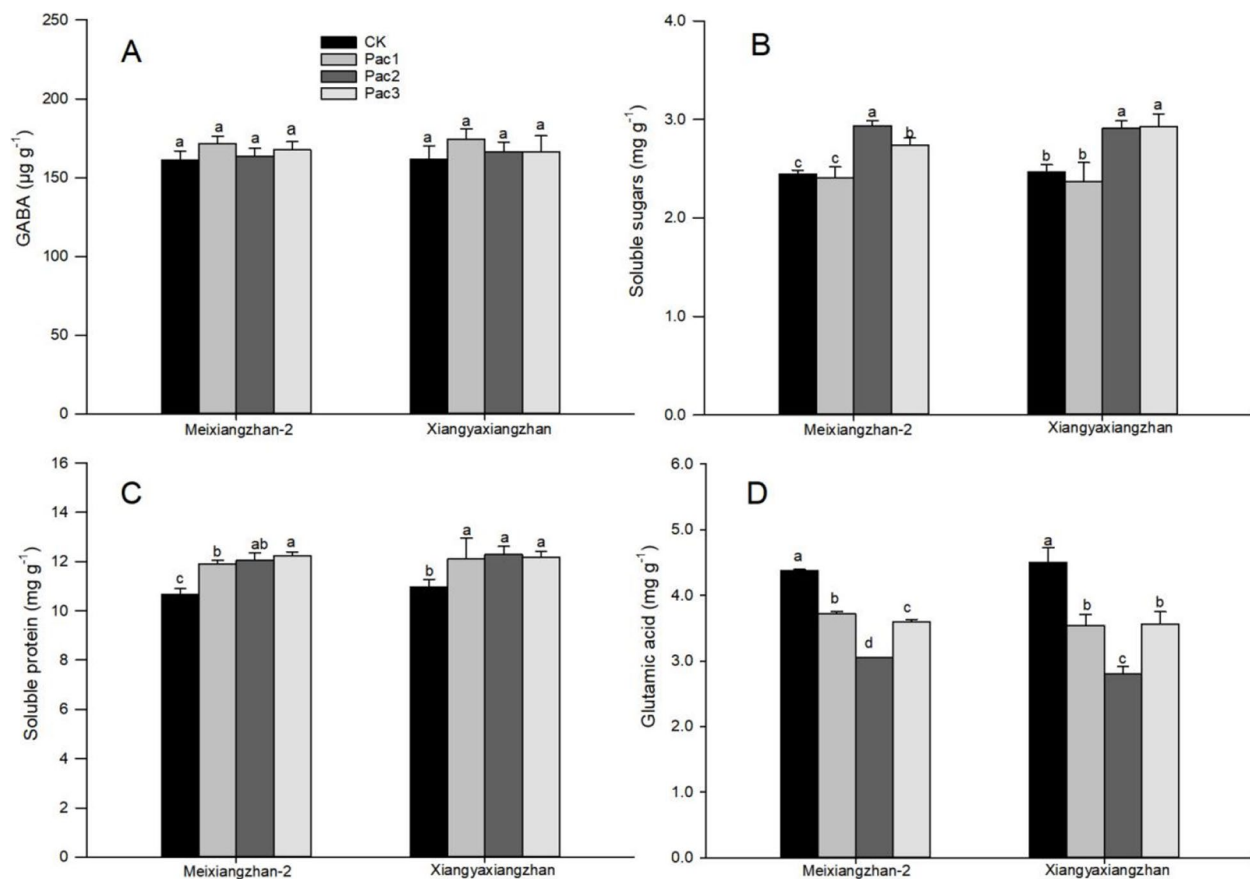 A
CK
Pac1
Pac2
Pac3
GABA (µg g⁻¹)
250
200
150
100
50
0
a a a a a a a a
Meixiangzhan-2 Xiangyaxiangzhan
B
Soluble sugars (mg g⁻¹)
4.0
3.0
2.0
1.0
0.0
c c a b b b a a
Meixiangzhan-2 Xiangyaxiangzhan
C
Soluble protein (mg g⁻¹)
16
14
12
10
8
6
4
2
0
c b ab a b a a a
Meixiangzhan-2 Xiangyaxiangzhan
D
Glutamic acid (mg g⁻¹)
6.0
5.0
4.0
3.0
2.0
1.0
0.0
a b d c a b c b
Meixiangzhan-2 Xiangyaxiangzhan